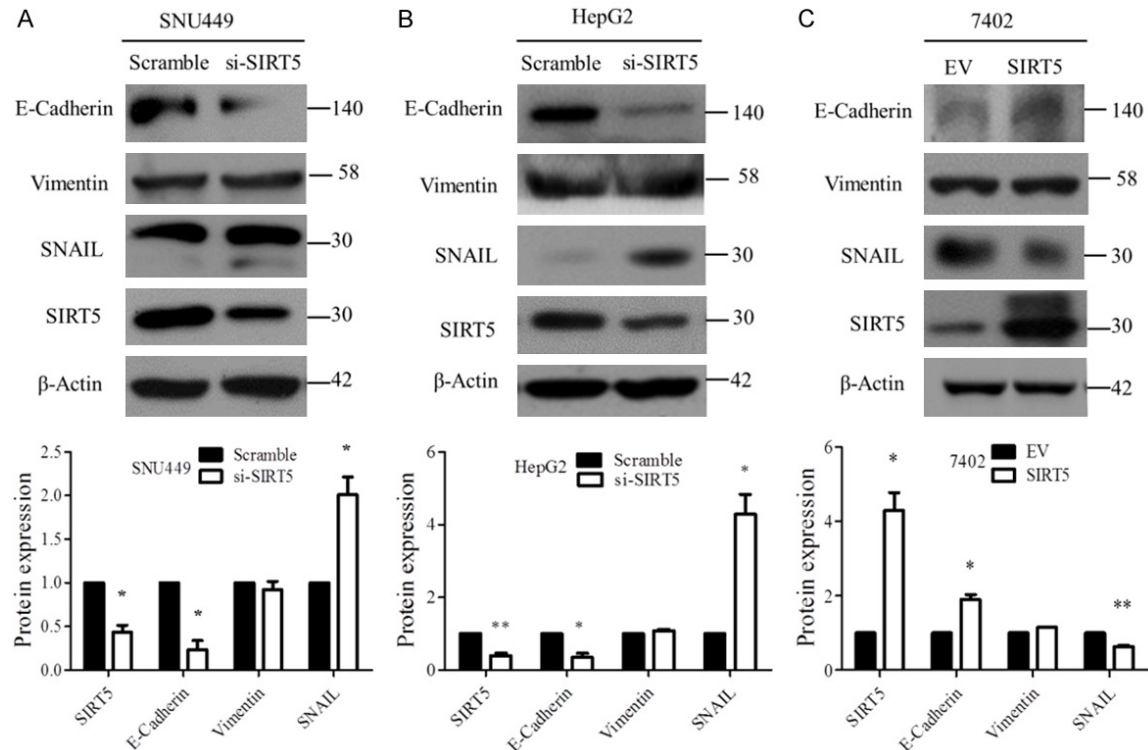 A
SNU449
Scramble si-SIRT5
E-Cadherin
140
Vimentin
58
SNAIL
30
SIRT5
30
β-Actin
42
B
HepG2
Scramble si-SIRT5
E-Cadherin
140
Vimentin
58
SNAIL
30
SIRT5
30
β-Actin
42
C
7402
EV SIRT5
E-Cadherin
140
Vimentin
58
SNAIL
30
SIRT5
30
β-Actin
42
Protein expression
2.5
2.0
1.5
1.0
0.5
0.0
SNU449
Scramble
si-SIRT5
*
*
*
SIRT5
E-Cadherin
Vimentin
SNAIL
Protein expression
6
4
2
0
HepG2
Scramble
si-SIRT5
**
*
*
SIRT5
E-Cadherin
Vimentin
SNAIL
Protein expression
6
4
2
0
7402
EV
SIRT5
*
*
**
SIRT5
E-Cadherin
Vimentin
SNAIL